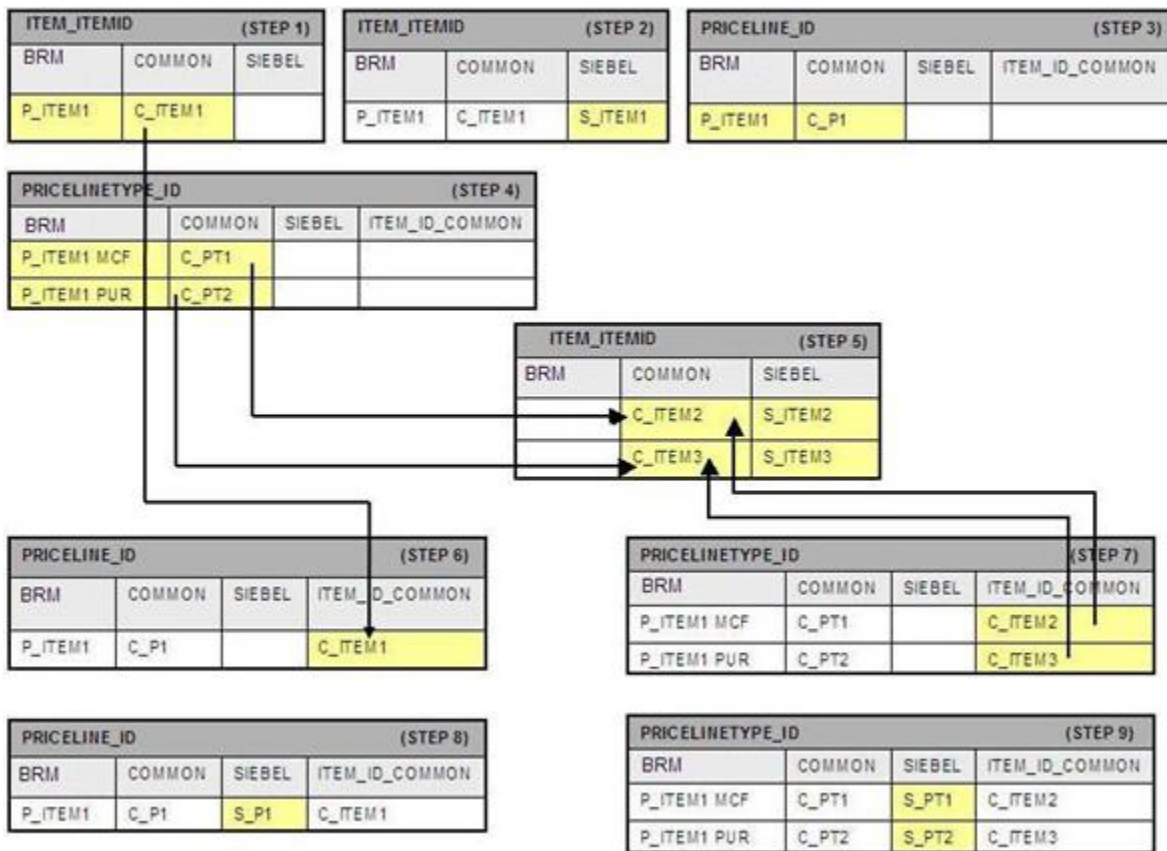 ITEM_ITEMID (STEP 1)
BRM COMMON SIEBEL
P_ITEM1 C_ITEM1
ITEM_ITEMID (STEP 2)
BRM COMMON SIEBEL
P_ITEM1 C_ITEM1 S_ITEM1
PRICELINE_ID (STEP 3)
BRM COMMON SIEBEL ITEM_ID_COMMON
P_ITEM1 C_P1
PRICELINETYPE_ID (STEP 4)
BRM COMMON SIEBEL ITEM_ID_COMMON
P_ITEM1 MCF C_PT1
P_ITEM1 PUR C_PT2
ITEM_ITEMID (STEP 5)
BRM COMMON SIEBEL
C_ITEM2 S_ITEM2
C_ITEM3 S_ITEM3
PRICELINE_ID (STEP 6)
BRM COMMON SIEBEL ITEM_ID_COMMON
P_ITEM1 C_P1 C_ITEM1
PRICELINETYPE_ID (STEP 7)
BRM COMMON SIEBEL ITEM_ID_COMMON
P_ITEM1 MCF C_PT1 C_ITEM2
P_ITEM1 PUR C_PT2 C_ITEM3
PRICELINE_ID (STEP 8)
BRM COMMON SIEBEL ITEM_ID_COMMON
P_ITEM1 C_P1 S_P1 C_ITEM1
PRICELINETYPE_ID (STEP 9)
BRM COMMON SIEBEL ITEM_ID_COMMON
P_ITEM1 MCF C_PT1 S_PT1 C_ITEM2
P_ITEM1 PUR C_PT2 S_PT2 C_ITEM3